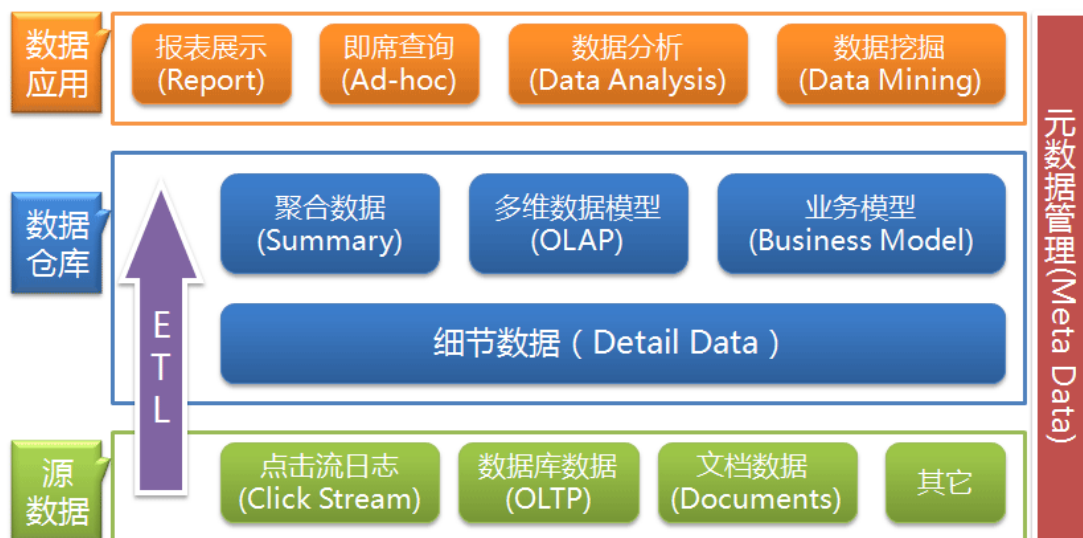 数据
应用
报表展示
(Report)
即席查询
(Ad-hoc)
数据分析
(Data Analysis)
数据挖掘
(Data Mining)
数据
仓库
ETL
聚合数据
(Summary)
多维数据模型
(OLAP)
业务模型
(Business Model)
细节数据（Detail Data）
源
数据
点击流日志
(Click Stream)
数据库数据
(OLTP)
文档数据
(Documents)
其它
元数据管理(Meta Data)